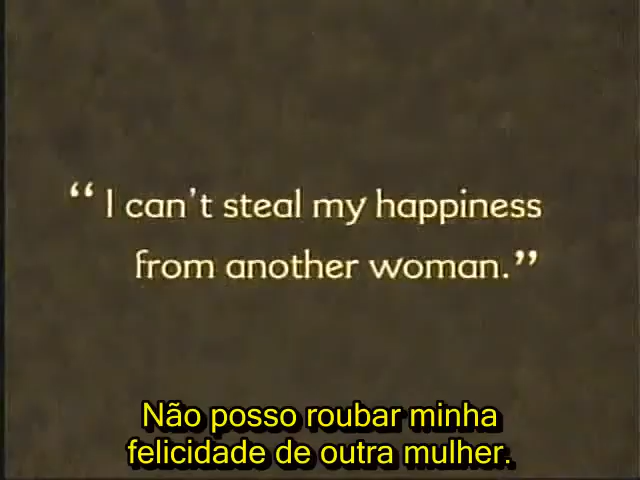 “ I can't steal my happiness
from another woman.”
Não posso roubar minha
felicidade de outra mulher.